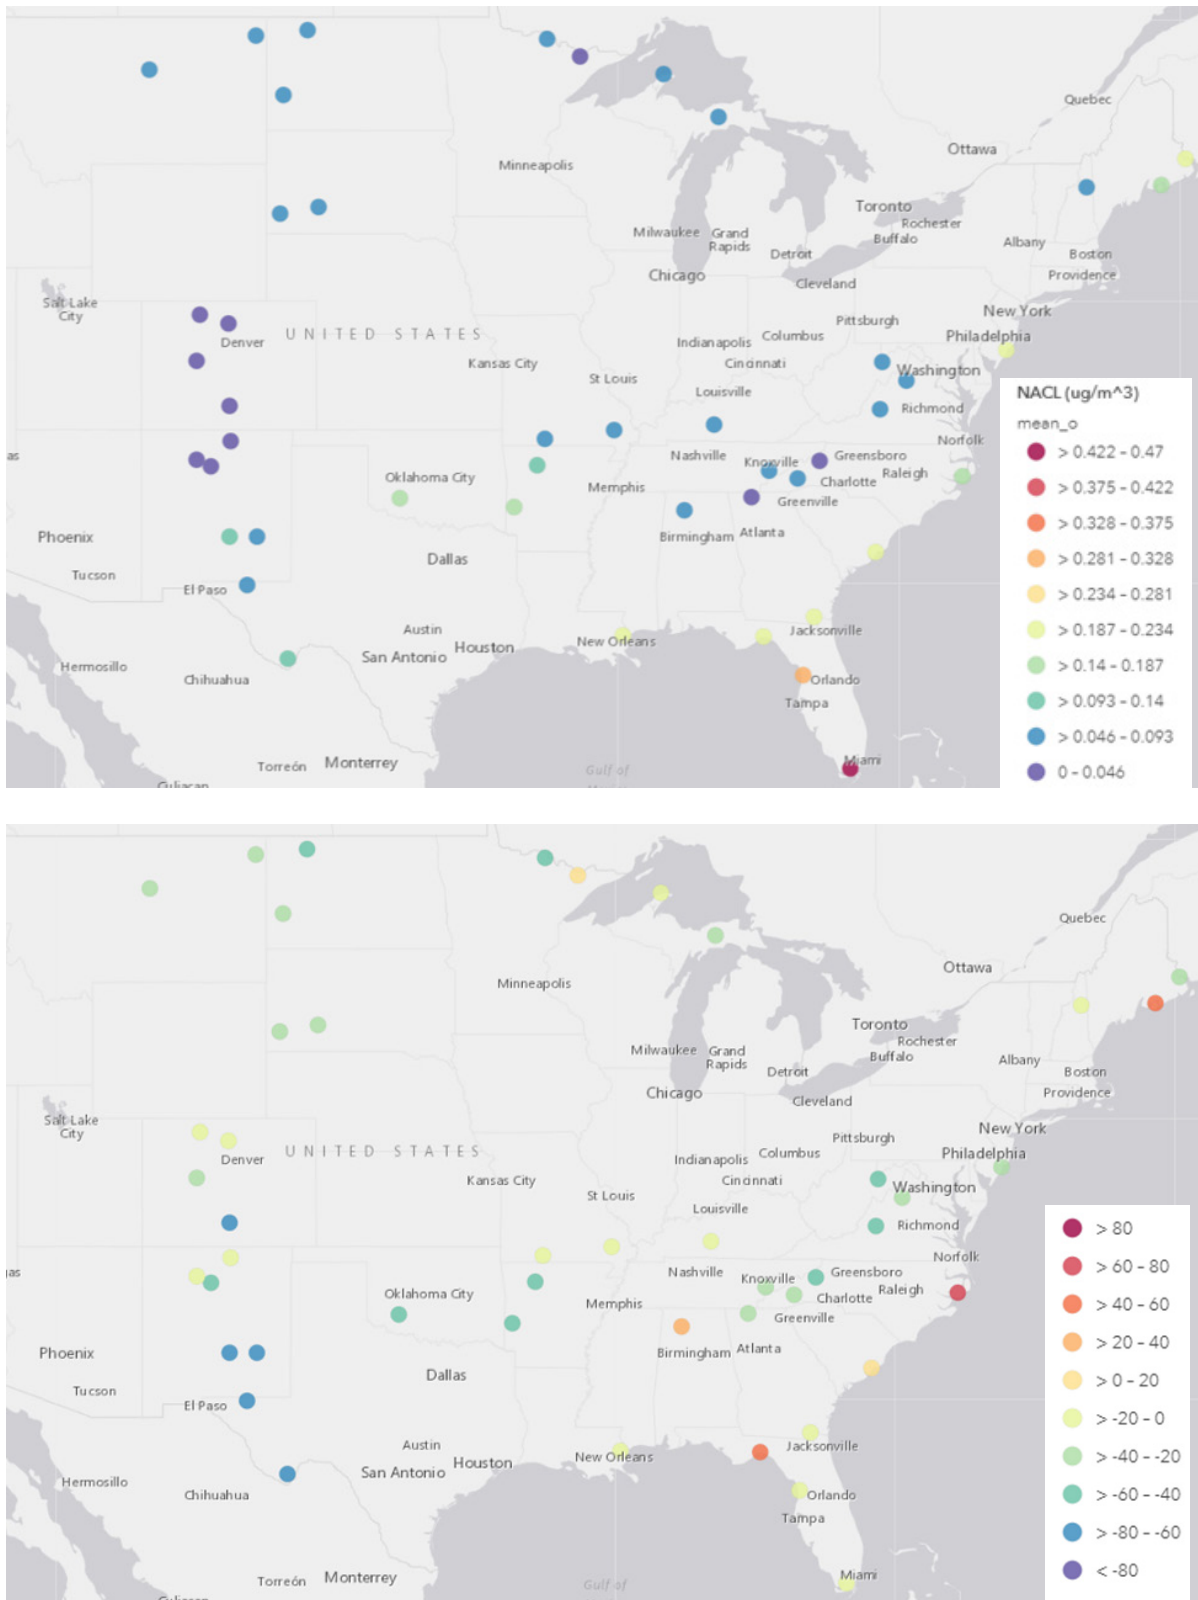 Quebec
Ottawa
Minneapolis
Toronto
Rochester
Milwaukee
Grand
Rapids
Buffalo
Albany
Detroit
Boston
Chicago
Cleveland
Providence
Salt Lake
City
New York
Pittsburgh
Denver
UNITED STATES
Indianapolis
Columbus
Philadelphia
Kansas City
Cincinnati
Washington
St Louis
Louisville
Richmond
Norfolk
as
Nashville
Knoxville
Greensboro
Oklahoma City
Memphis
Charlotte
Raleigh
Greenville
Phoenix
Birmingham
Atlanta
Dallas
Tucson
El Paso
Austin
Houston
New Orleans
Jacksonville
San Antonio
Hermosillo
Chihuahua
Orlando
Tampa
Torreón
Monterrey
Gulf of
Miami
Culiacan
NACL (ug/m^3)
mean_o
> 0.422 - 0.47
> 0.375 - 0.422
> 0.328 - 0.375
> 0.281 - 0.328
> 0.234 - 0.281
> 0.187 - 0.234
> 0.14 - 0.187
> 0.093 - 0.14
> 0.046 - 0.093
0 - 0.046
Quebec
Ottawa
Minneapolis
Toronto
Rochester
Milwaukee
Grand
Rapids
Buffalo
Albany
Detroit
Boston
Chicago
Cleveland
Providence
Salt Lake
City
New York
Pittsburgh
Denver
UNITED STATES
Indianapolis
Columbus
Philadelphia
Kansas City
Cincinnati
Washington
St Louis
Louisville
Richmond
Norfolk
as
Nashville
Knoxville
Greensboro
Oklahoma City
Memphis
Charlotte
Raleigh
Greenville
Phoenix
Birmingham
Atlanta
Dallas
Tucson
El Paso
Austin
Houston
New Orleans
Jacksonville
San Antonio
Hermosillo
Chihuahua
Orlando
Tampa
Torreón
Monterrey
Gulf of
Miami
> 80
> 60 - 80
> 40 - 60
> 20 - 40
> 0 - 20
> -20 - 0
> -40 - -20
> -60 - -40
> -80 - -60
< -80